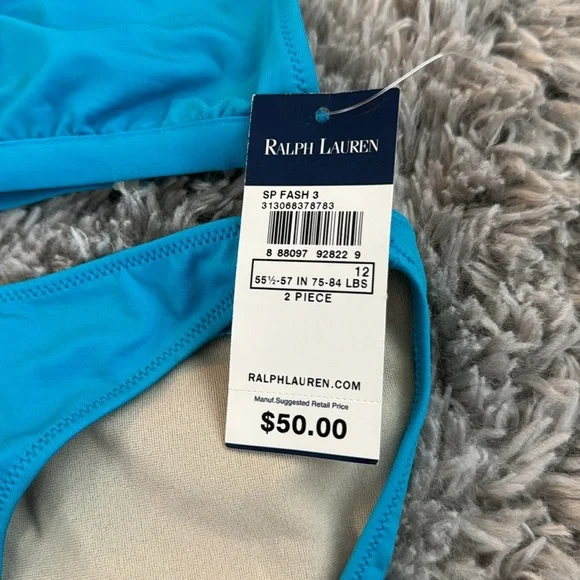 RALPH LAUREN
SP FASH 3
313068378783
8 88097 92822 9
12
55½-57 IN 75-84 LBS
2 PIECE
RALPHLAUREN.COM
Manuf.Suggested Retail Price
$50.00